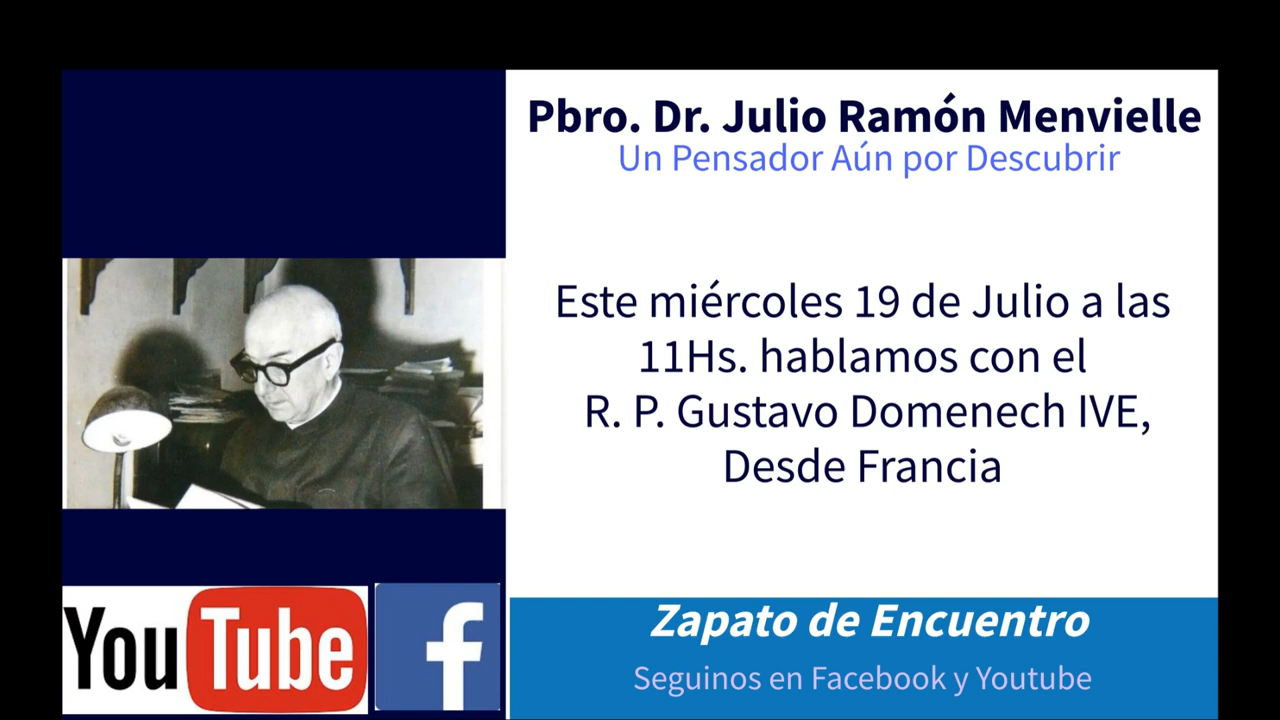 Pbro. Dr. Julio Ramón Menvielle
Un Pensador Aún por Descubrir
Este miércoles 19 de Julio a las
11Hs. hablamos con el
R. P. Gustavo Domenech IVE,
Desde Francia
YouTube
f
Zapato de Encuentro
Seguinos en Facebook y Youtube